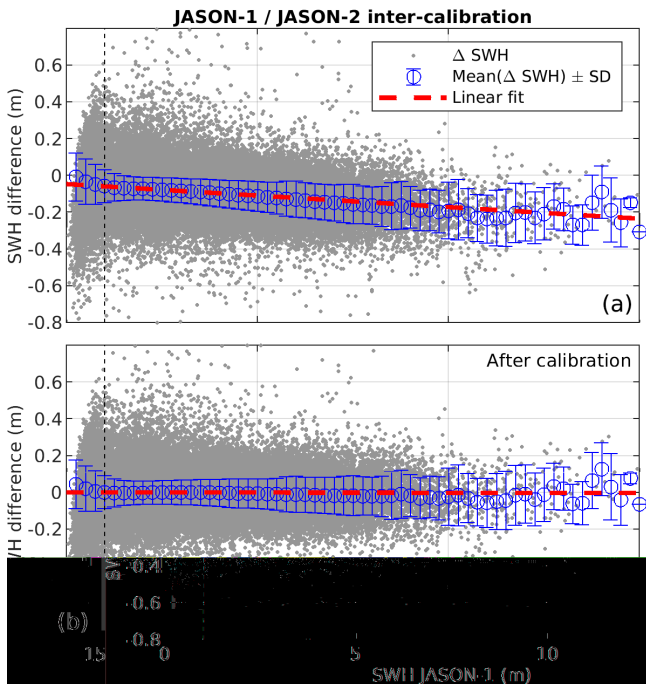 JASON-1 / JASON-2 inter-calibration
0.6
0.4
0.2
0
-0.2
-0.4
-0.6
-0.8
SWH difference (m)
Δ SWH
Mean(Δ SWH) ± SD
Linear fit
(a)
After calibration
0.6
0.4
0.2
0
-0.2
WH difference (m)
-0.4
-0.6
-0.8
(b)
15 0 5 10
SWH JASON-1 (m)